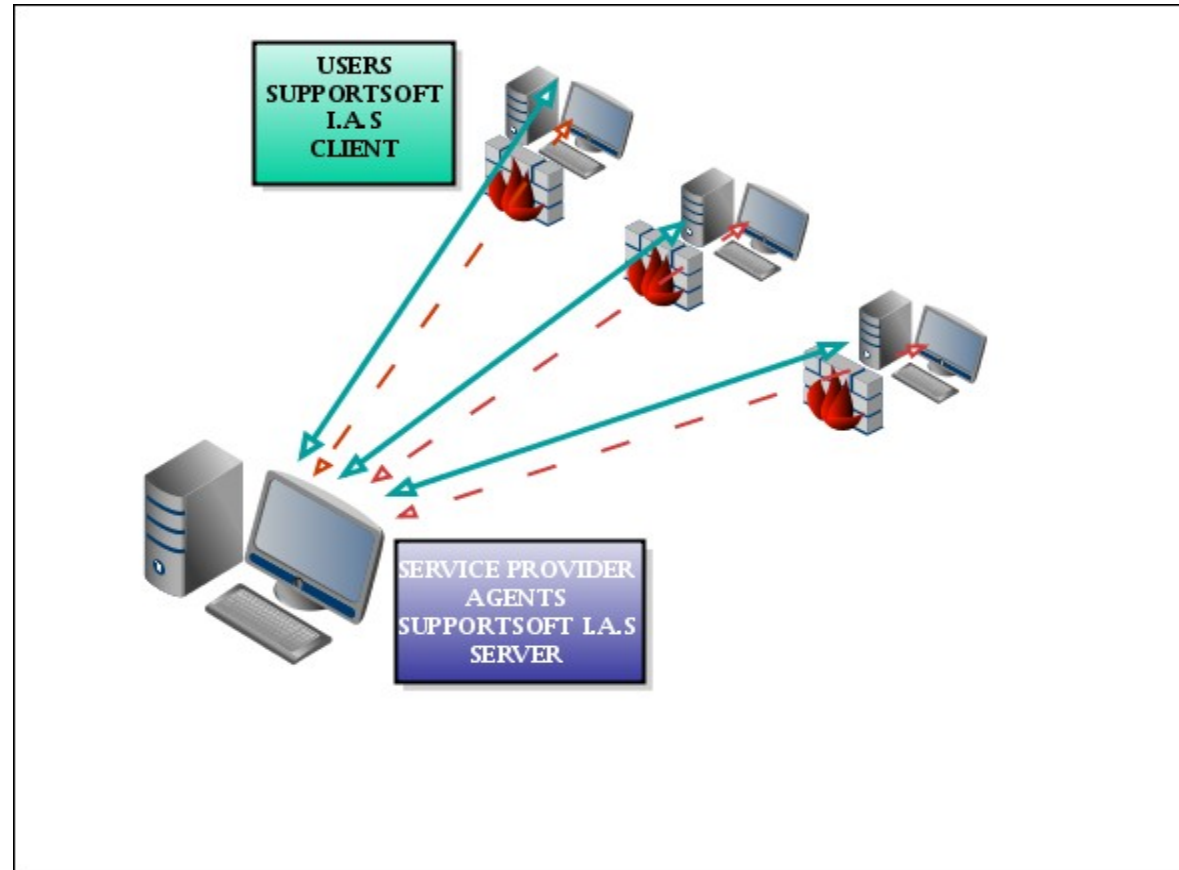 USERS
SUPPORTSOFT
I.A.S
CLIENT
SERVICE PROVIDER
AGENTS
SUPPORTSOFT I.A.S
SERVER